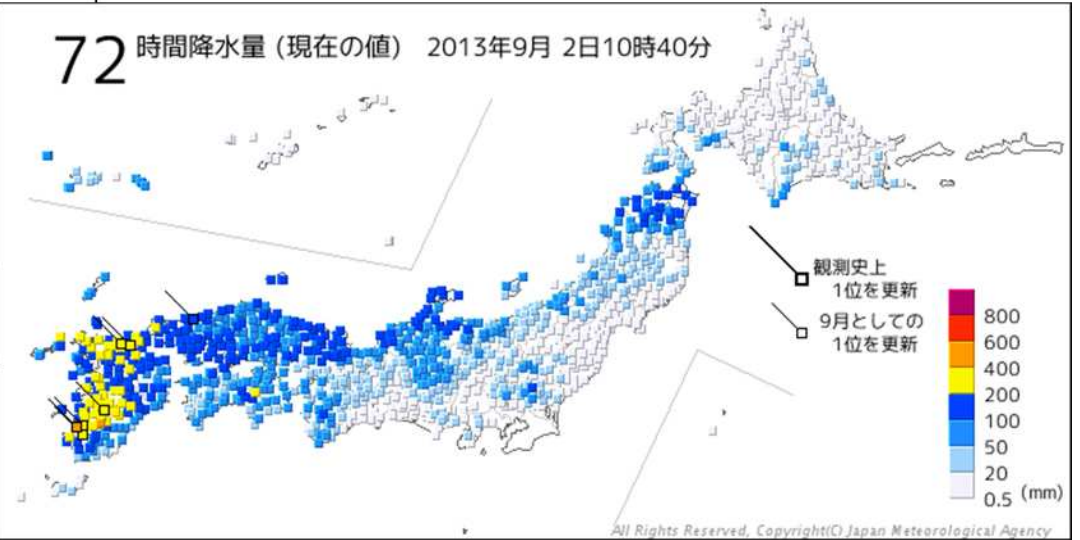 72 時間降水量 (現在の値) 2013年9月 2日10時40分
観測史上
1位を更新
9月としての
1位を更新
800
600
400
200
100
50
20
0.5 (mm)
All Rights Reserved, Copyright(C) Japan Meteorological Agency